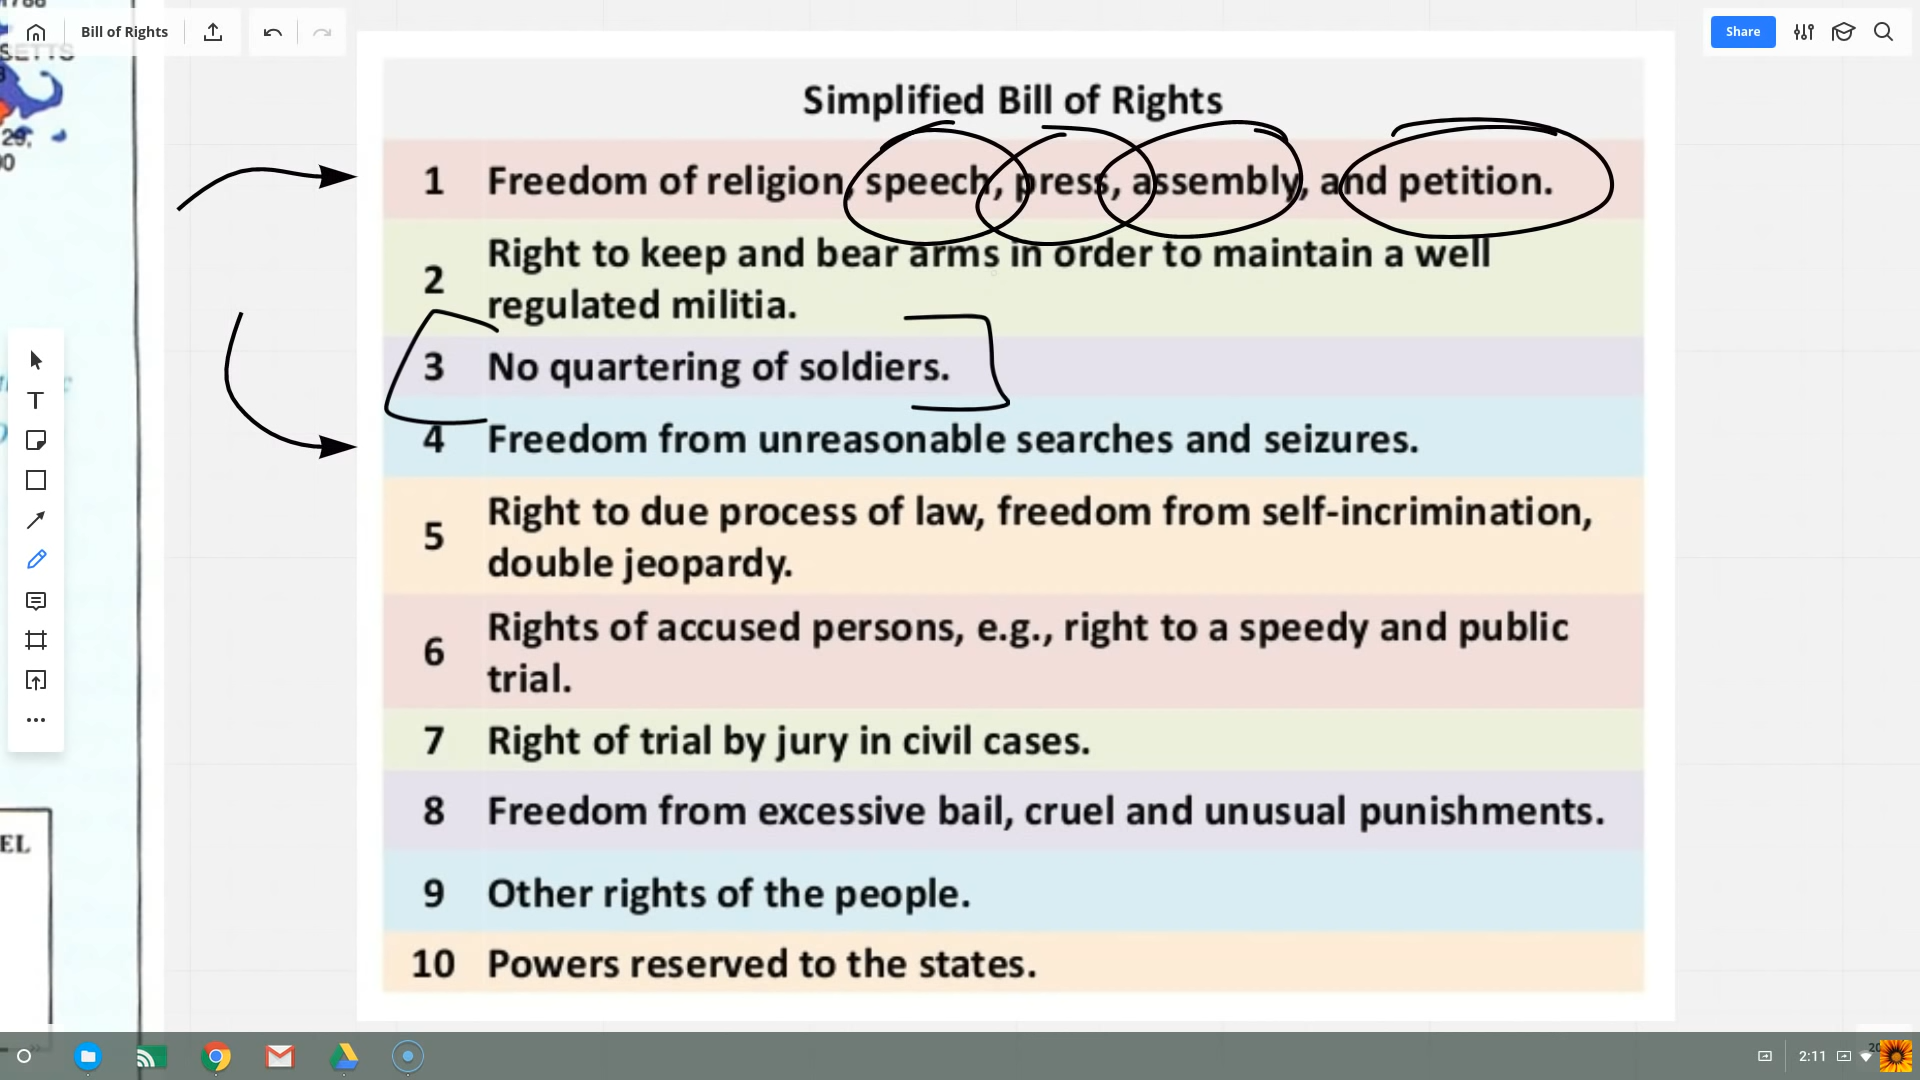 1788
Bill of Rights
Share
SETTS
Simplified Bill of Rights
1 Freedom of religion, speech, press, assembly, and petition.
2 Right to keep and bear arms in order to maintain a well
regulated militia.
3 No quartering of soldiers.
4 Freedom from unreasonable searches and seizures.
5 Right to due process of law, freedom from self-incrimination,
double jeopardy.
6 Rights of accused persons, e.g., right to a speedy and public
trial.
7 Right of trial by jury in civil cases.
8 Freedom from excessive bail, cruel and unusual punishments.
9 Other rights of the people.
10 Powers reserved to the states.
T
EL
2:11